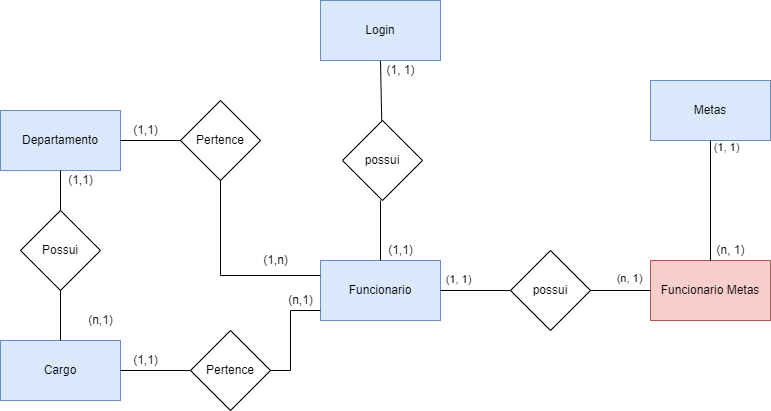 Login
(1, 1)
Metas
(1, 1)
Departamento
(1,1)
Pertence
possui
(1,1)
Possui
(1,1)
(n, 1)
(1,n)
Funcionario
(1, 1)
possui
(n, 1)
Funcionario Metas
(n,1)
(n,1)
Cargo
(1,1)
Pertence